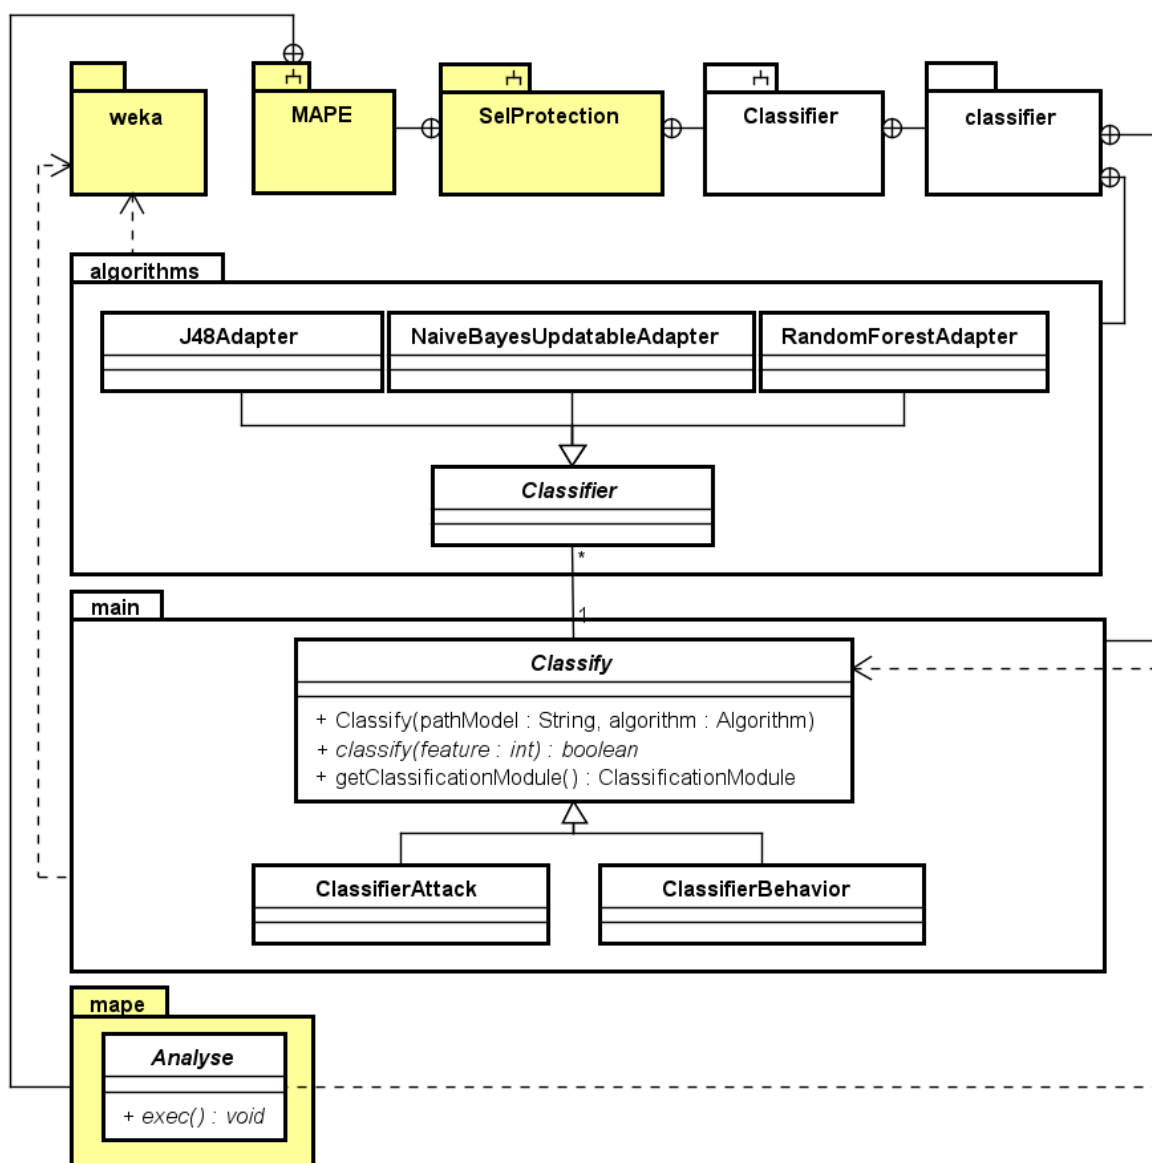 weka
MAPE
SelProtection
Classifier
classifier
algorithms
J48Adapter
NaiveBayesUpdatableAdapter
RandomForestAdapter
Classifier
*
1
main
Classify
+ Classify(pathModel : String, algorithm : Algorithm)
+ classify(feature : int) : boolean
+ getClassificationModule() : ClassificationModule
ClassifierAttack
ClassifierBehavior
mape
Analyse
+ exec() : void